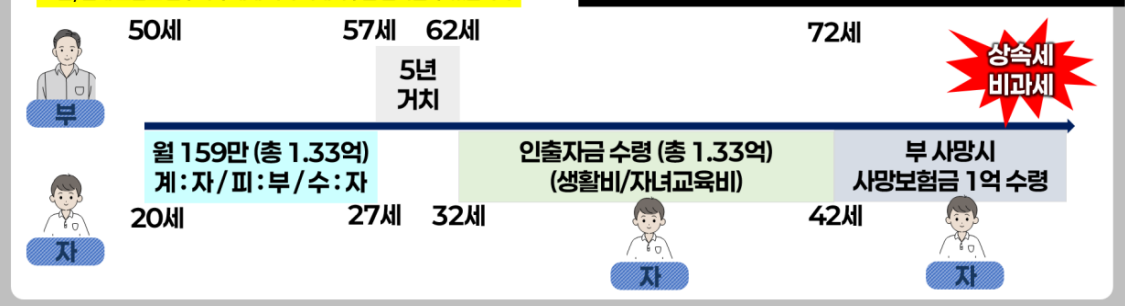 50세
57세
62세
72세
상속세
비과세
5년
거치
부
월 159만 (총 1.33억)
계 : 자 / 피 : 부 / 수 : 자
인출자금 수령 (총 1.33억)
(생활비/자녀교육비)
부 사망시
사망보험금 1억 수령
20세
27세
32세
42세
자
자
자